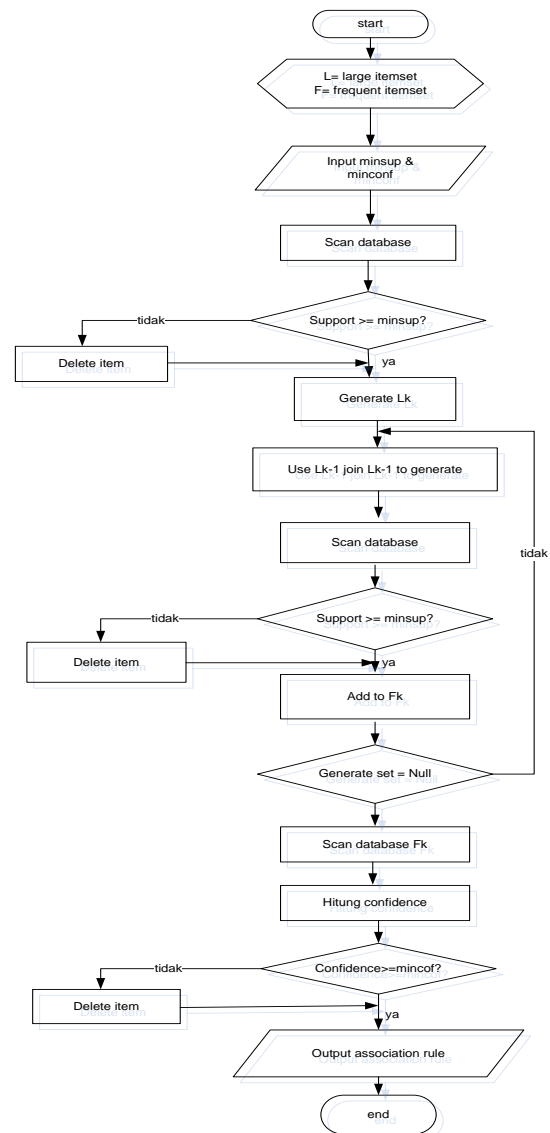 start
L= large itemset
F= frequent itemset
Input minsup &
minconf
Scan database
Support >= minsup?
tidak
Delete item
ya
Generate Lk
Use Lk-1 join Lk-1 to generate
Scan database
tidak
Support >= minsup?
tidak
Delete item
ya
Add to Fk
Generate set = Null
Scan database Fk
Hitung confidence
Confidence>=mincof?
tidak
Delete item
ya
Output association rule
end